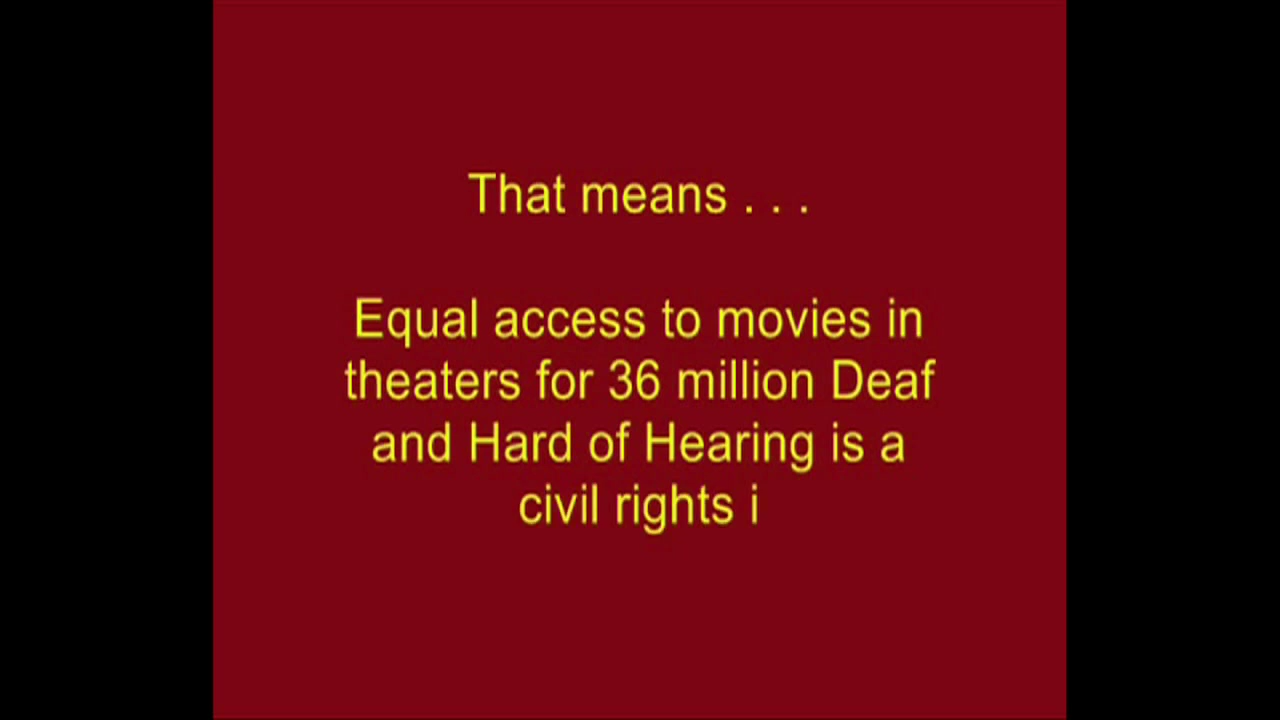 That means . . .
Equal access to movies in
theaters for 36 million Deaf
and Hard of Hearing is a
civil rights i